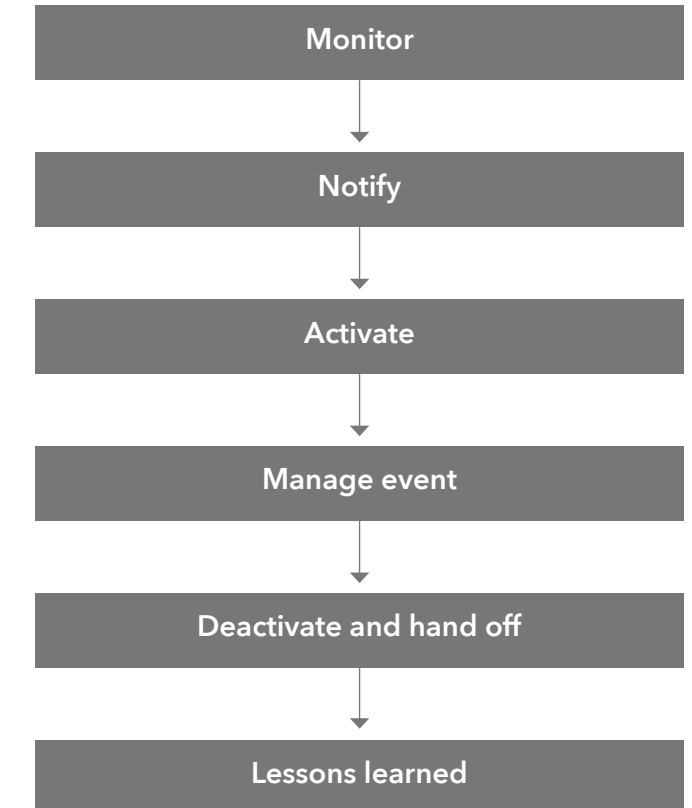 Monitor
Notify
Activate
Manage event
Deactivate and hand off
Lessons learned